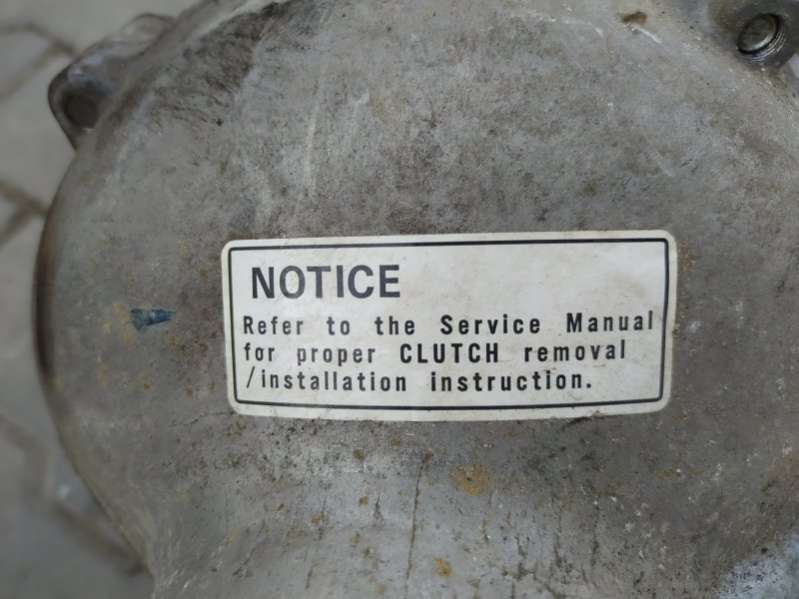 NOTICE
Refer to the Service Manual
for proper CLUTCH removal
/installation instruction.